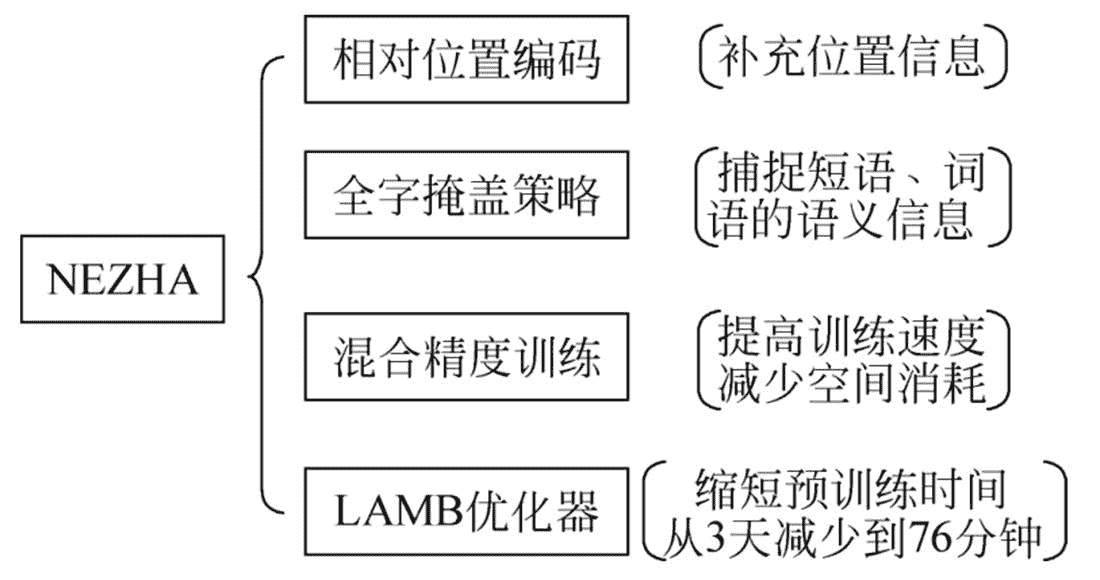 相对位置编码
补充位置信息
全字掩盖策略
捕捉短语、词
语的语义信息
NEZHA
混合精度训练
提高训练速度
减少空间消耗
LAMB优化器
缩短预训练时间
从3天减少到76分钟